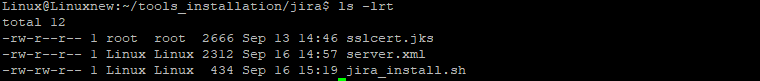 Linux@Linuxnew:~/tools_installation/jira$ ls -lrt
total 12
-rw-r--r-- 1 root  root  2666 Sep 13 14:46 sslcert.jks
-rw-r--r-- 1 Linux Linux 2312 Sep 16 14:57 server.xml
-rw-rw-r-- 1 Linux Linux  434 Sep 16 15:19 jira_install.sh